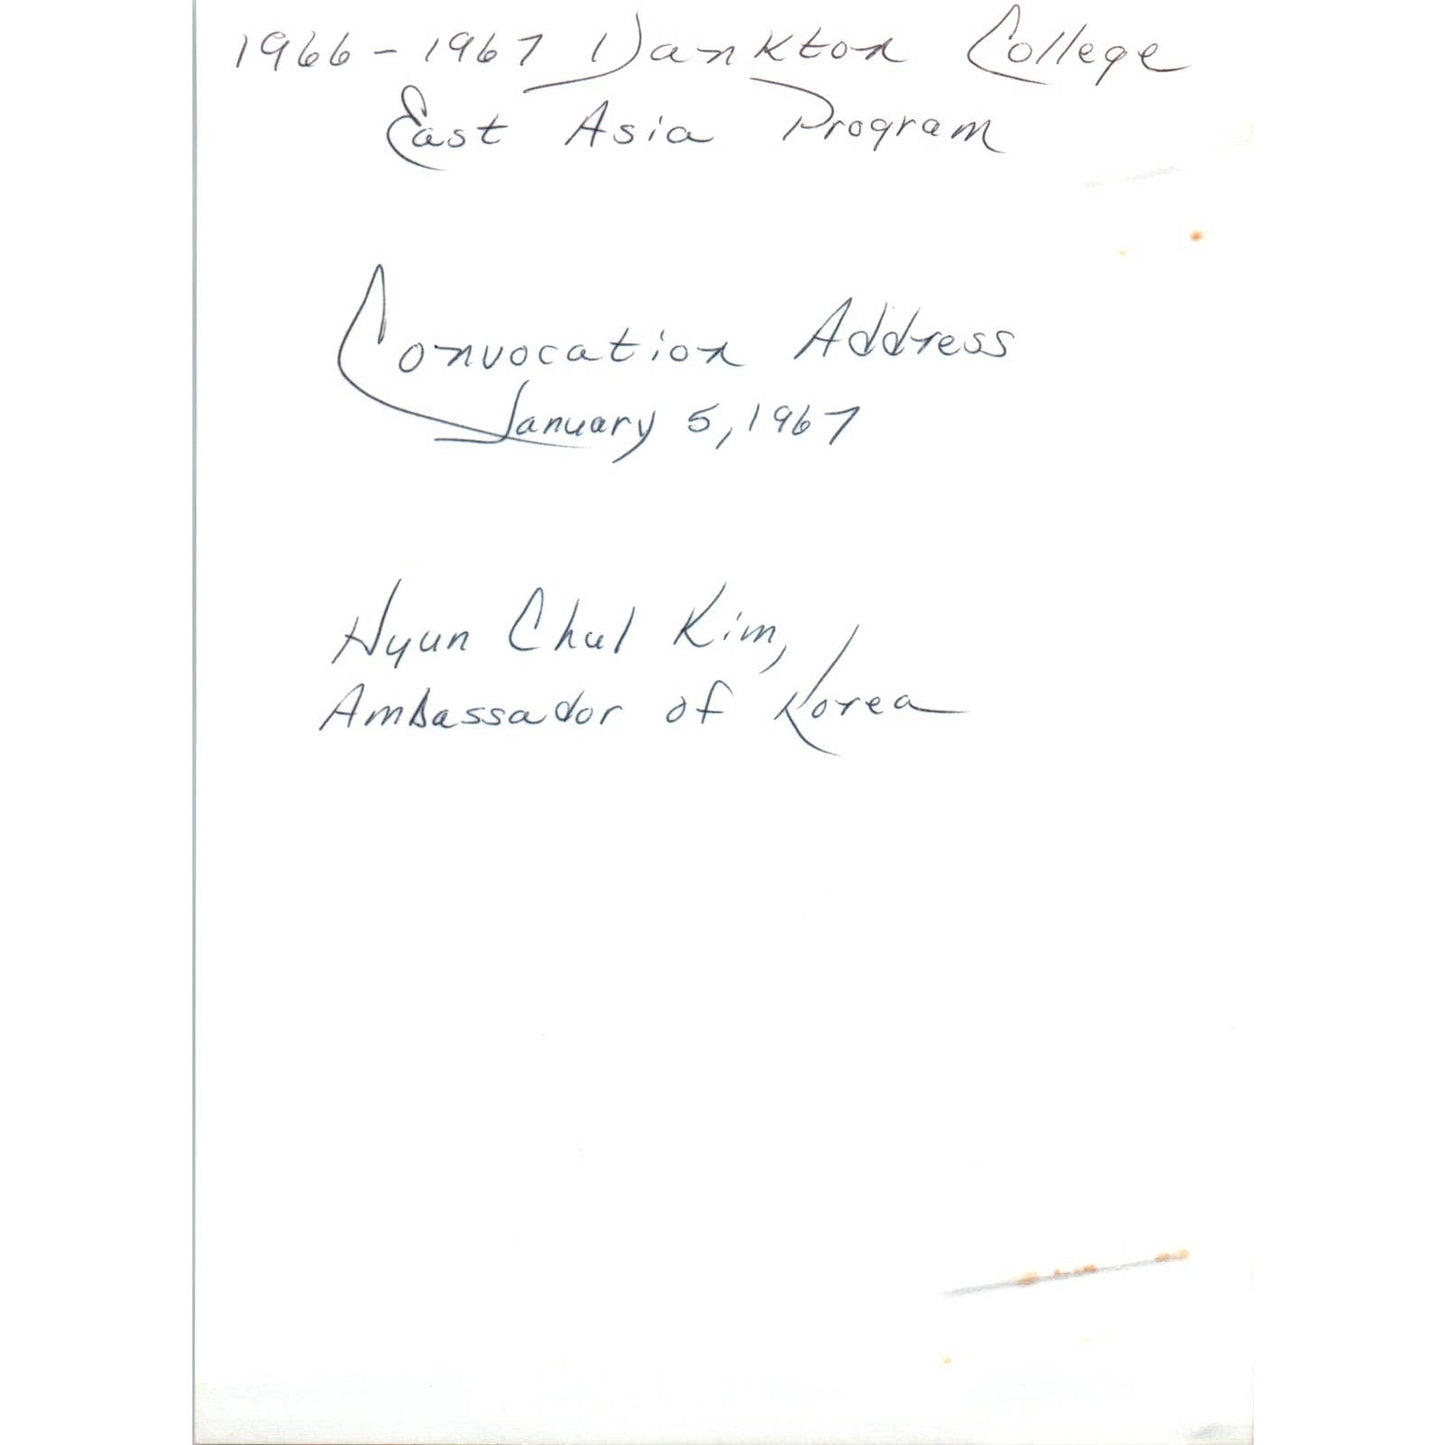 1966-1967 Yankton College
East Asia Program
Convocation Address
January 5, 1967
Hyun Chul Kim,
Ambassador of Korea